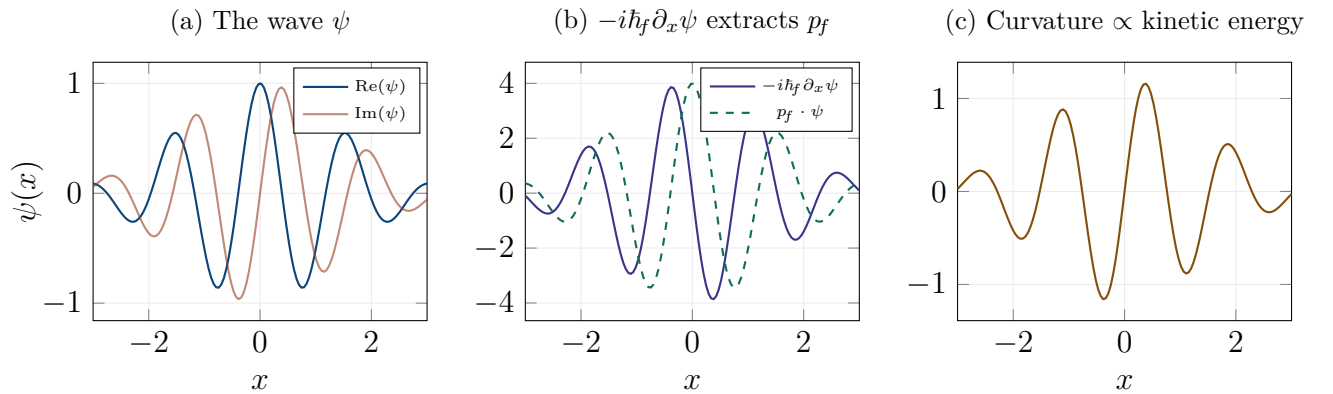 (a) The wave ψ
1
0
−1
−2
0
2
x
ψ(x)
Re(ψ)
Im(ψ)
(b) −iℏ_f∂_xψ extracts p_f
4
2
0
−2
−4
−2
0
2
x
−iℏ_f∂_xψ
p_f · ψ
(c) Curvature ∝ kinetic energy
1
0
−1
−2
0
2
x